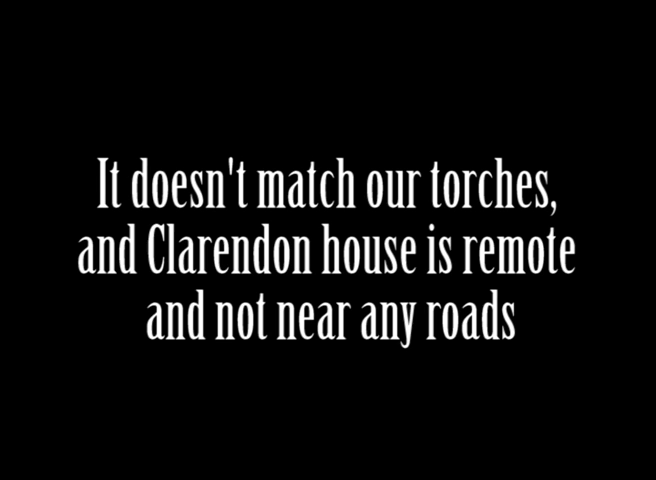 It doesn't match our torches,
and Clarendon house is remote
and not near any roads